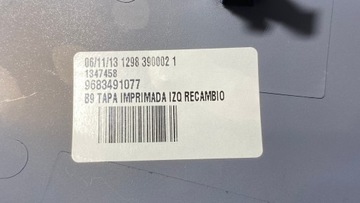 06/11/13 1298 390002 1
1347458
9683491077
B9 TAPA IMPRIMADA IZQ RECAMBIO